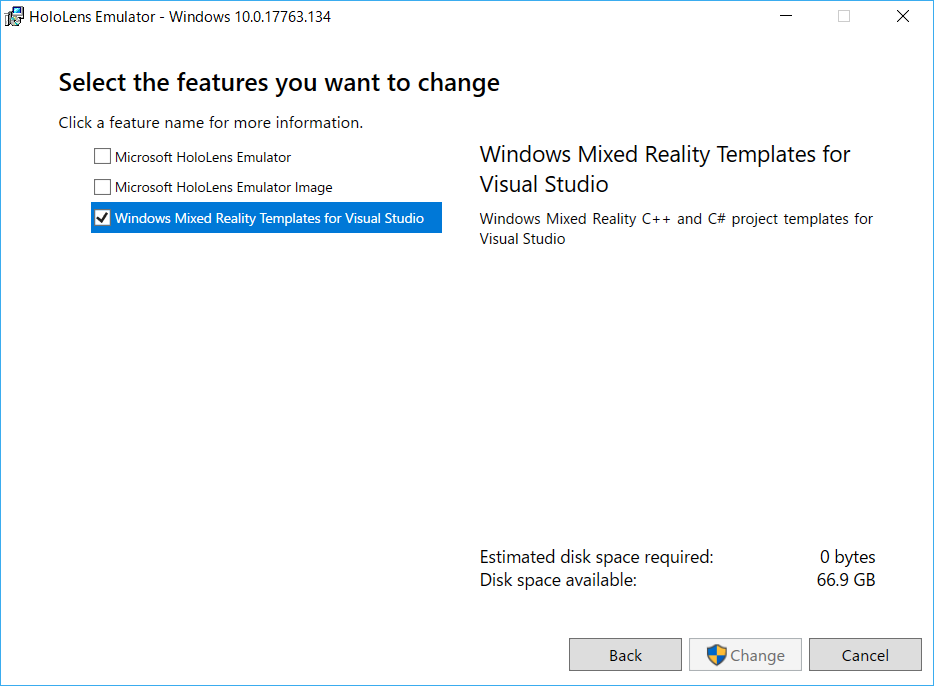 HoloLens Emulator - Windows 10.0.17763.134
Select the features you want to change
Click a feature name for more information.
Microsoft HoloLens Emulator
Microsoft HoloLens Emulator Image
Windows Mixed Reality Templates for Visual Studio
Windows Mixed Reality Templates for
Visual Studio
Windows Mixed Reality C++ and C# project templates for
Visual Studio
Estimated disk space required: 0 bytes
Disk space available: 66.9 GB
Back Change Cancel